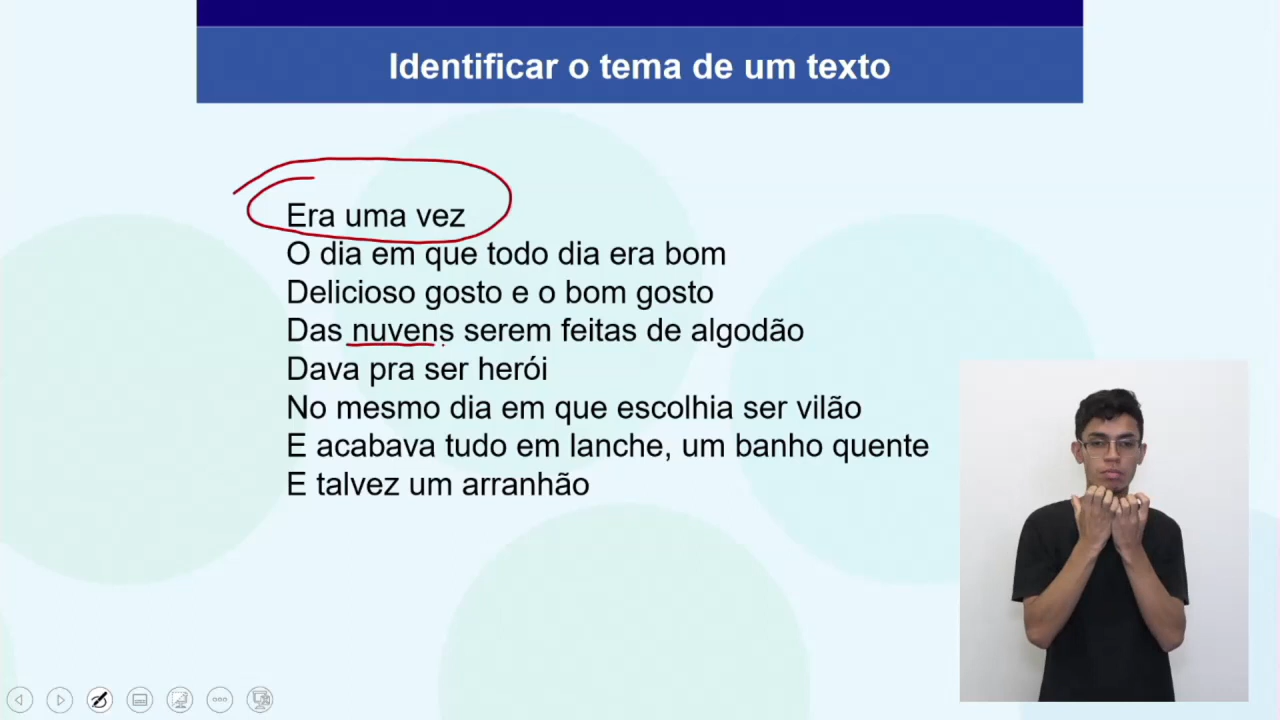 Identificar o tema de um texto
Era uma vez
O dia em que todo dia era bom
Delicioso gosto e o bom gosto
Das nuvens serem feitas de algodão
Dava pra ser herói
No mesmo dia em que escolhia ser vilão
E acabava tudo em lanche, um banho quente
E talvez um arranhão